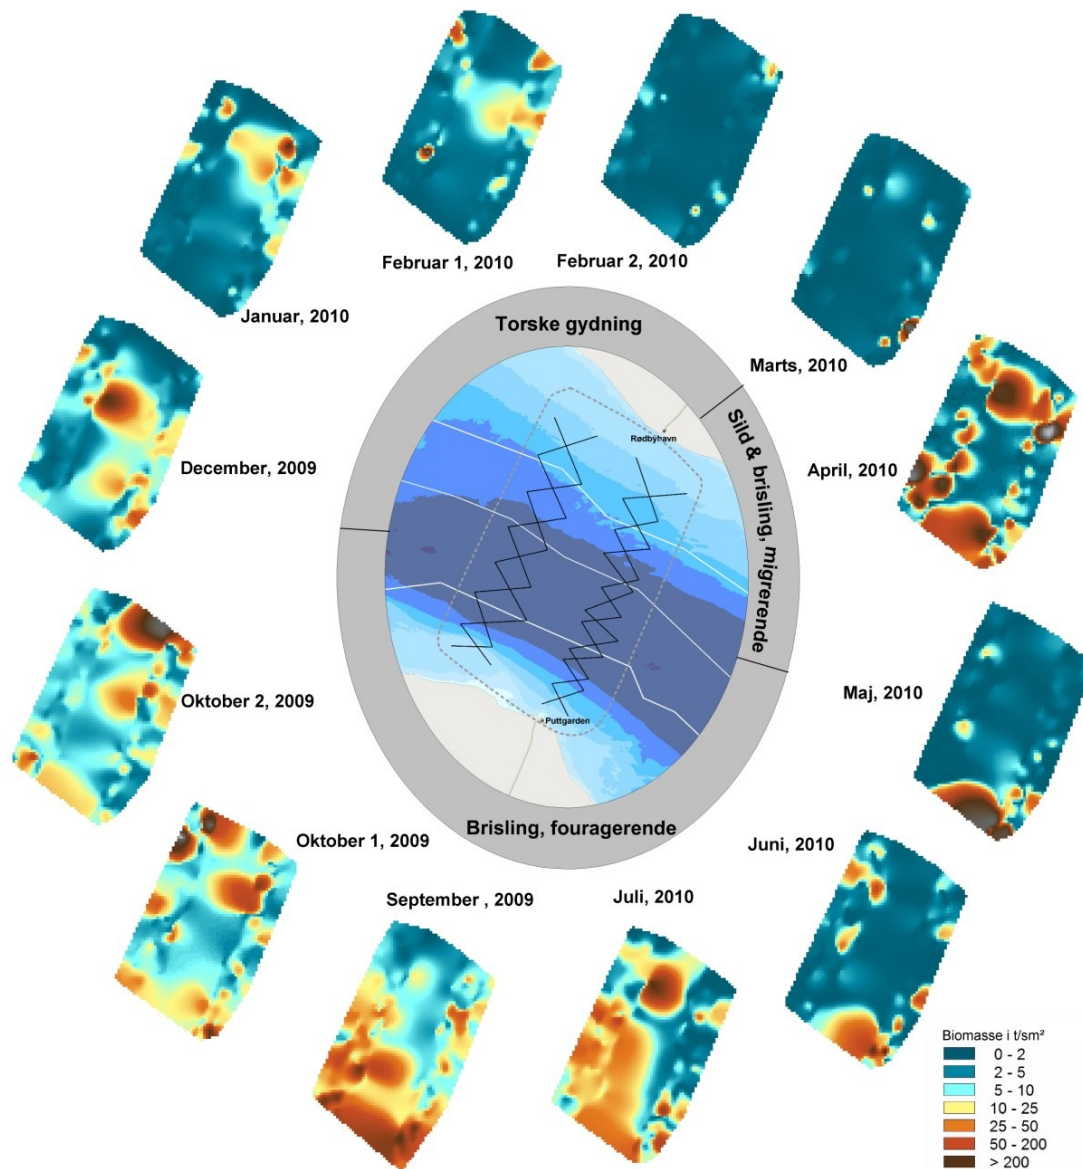 Februar 1, 2010
Februar 2, 2010
Januar, 2010
Torske gydning
Marts, 2010
Rødbyhavn
Sild & brisling, migrerende
December, 2009
April, 2010
Oktober 2, 2009
Maj, 2010
Puttgarden
Brisling, fouragerende
Oktober 1, 2009
Juni, 2010
September , 2009
Juli, 2010
Biomasse i t/sm²
0 - 2
2 - 5
5 - 10
10 - 25
25 - 50
50 - 200
> 200